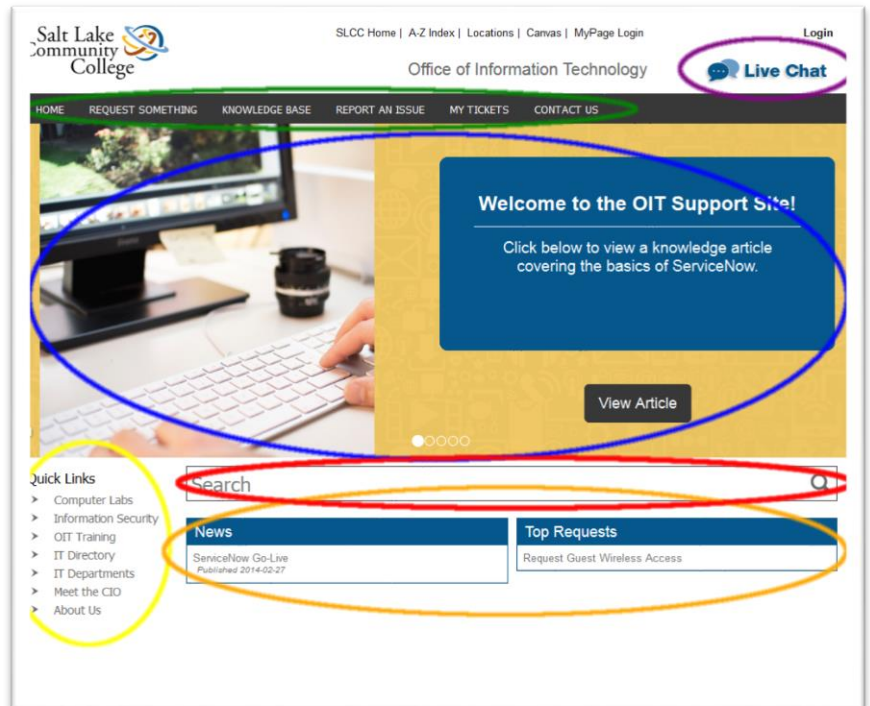 Salt Lake
Community
College
SLCC Home | A-Z Index | Locations | Canvas | MyPage Login
Login
Office of Information Technology
Live Chat
HOME REQUEST SOMETHING KNOWLEDGE BASE REPORT AN ISSUE MY TICKETS CONTACT US
Welcome to the OIT Support Site!
Click below to view a knowledge article
covering the basics of ServiceNow.
View Article
Quick Links
Computer Labs
Information Security
OIT Training
IT Directory
IT Departments
Meet the CIO
About Us
Search
News
ServiceNow Go-Live
Published 2014-02-27
Top Requests
Request Guest Wireless Access